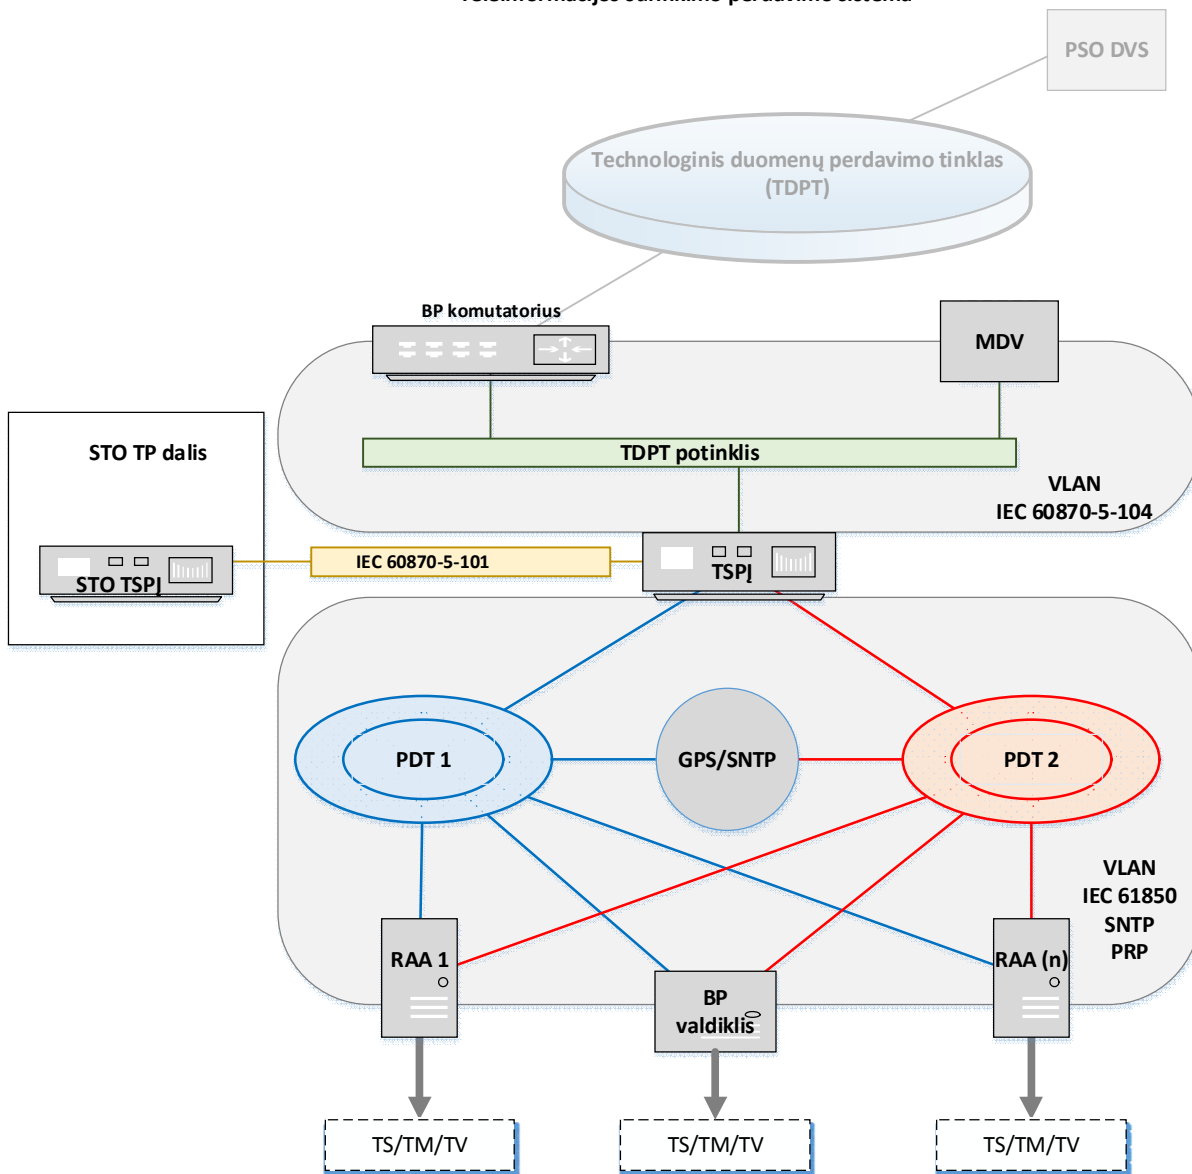 PSO DVS
Technologinis duomenų perdavimo tinklas
(TDPT)
BP komutatorius
MDV
TDPT potinklis
STO TP dalis
VLAN
IEC 60870-5-104
IEC 60870-5-101
STO TSPĮ
TSPĮ
PDT 1
GPS/SNTP
PDT 2
VLAN
IEC 61850
SNTP
PRP
RAA 1
RAA (n)
BP
valdiklis
TS/TM/TV
TS/TM/TV
TS/TM/TV